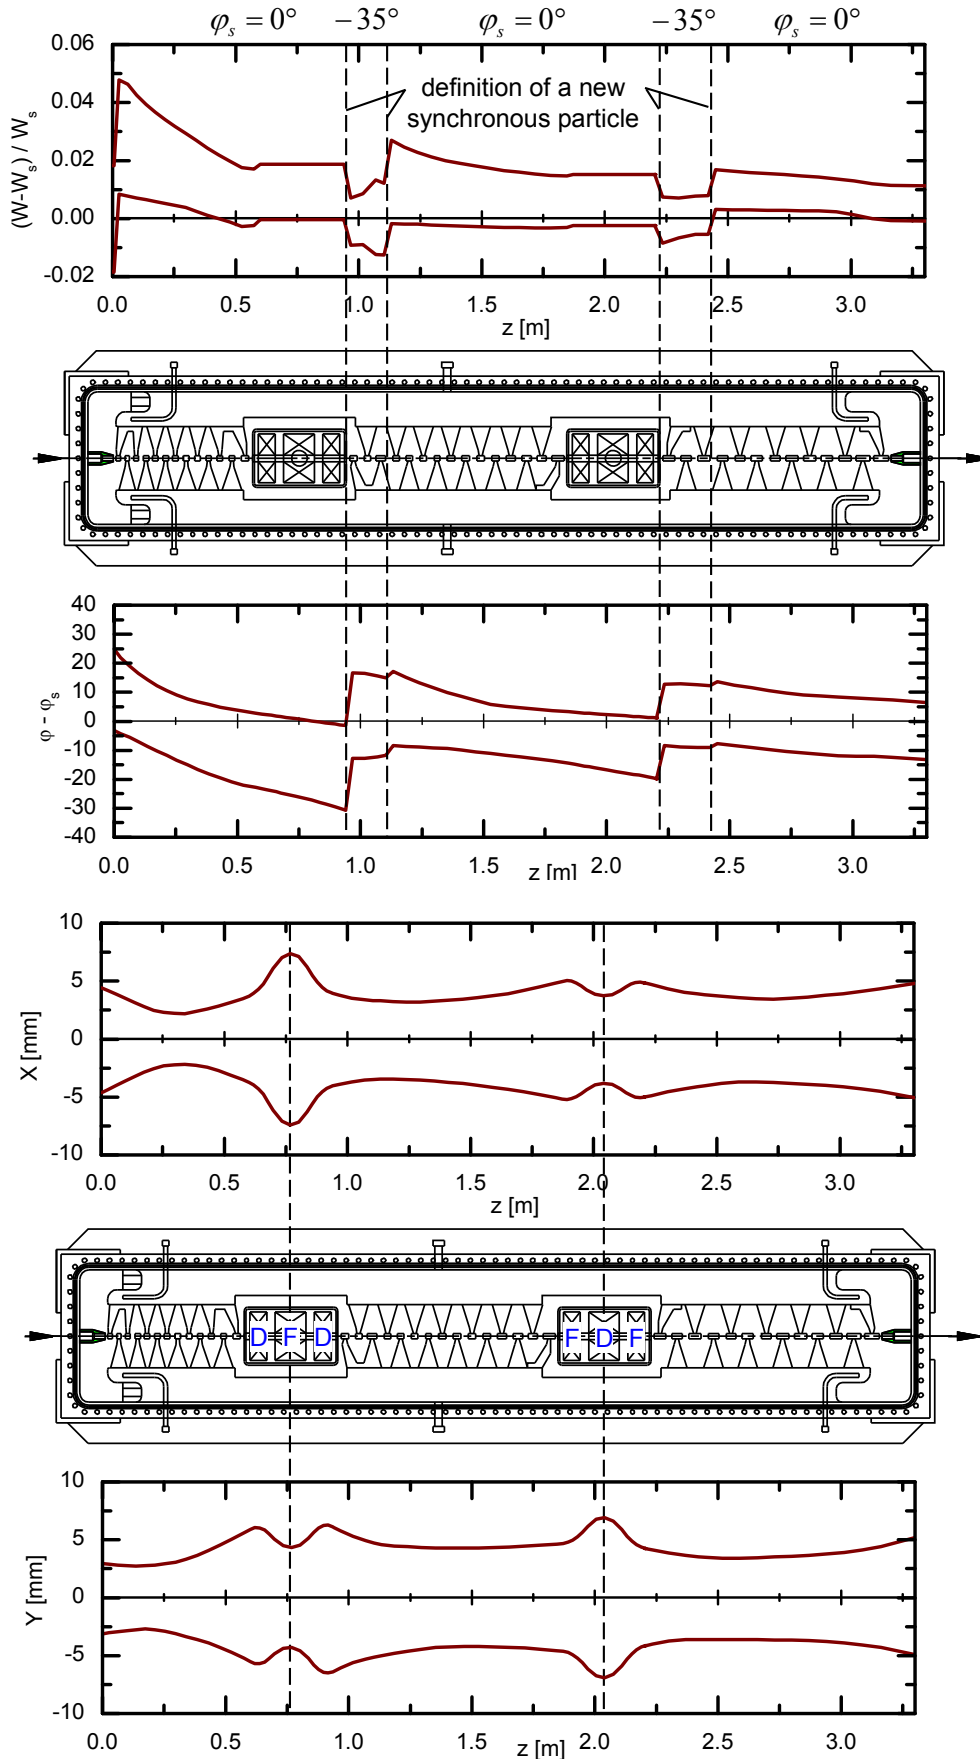 φs = 0° −35° φs = 0° −35° φs = 0°
0.06
0.04
0.02
0.00
-0.02
(W-Ws) / Ws
definition of a new
synchronous particle
0.0 0.5 1.0 1.5 2.0 2.5 3.0
z [m]
40
30
20
10
0
-10
-20
-30
-40
φ - φs
0.0 0.5 1.0 1.5 2.0 2.5 3.0
z [m]
10
5
0
-5
-10
X [mm]
0.0 0.5 1.0 1.5 2.0 2.5 3.0
z [m]
D F D F D F
10
5
0
-5
-10
Y [mm]
0.0 0.5 1.0 1.5 2.0 2.5 3.0
z [m]